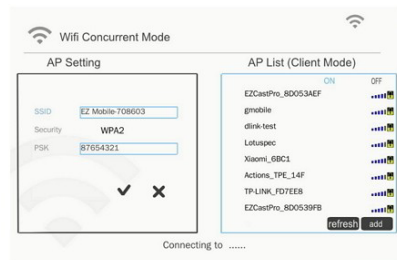 Wifi Concurrent Mode
AP Setting
SSID EZ Mobile-708603
Security WPA2
PSK 87654321
AP List (Client Mode)
ON OFF
EZCastPro_8D053AEF
gmobile
dlink-test
Lotuspec
Xiaomi_6BC1
Actions_TPE_14F
TP-LINK_FD7EE8
EZCastPro_8D0539FB
refresh add
Connecting to ......